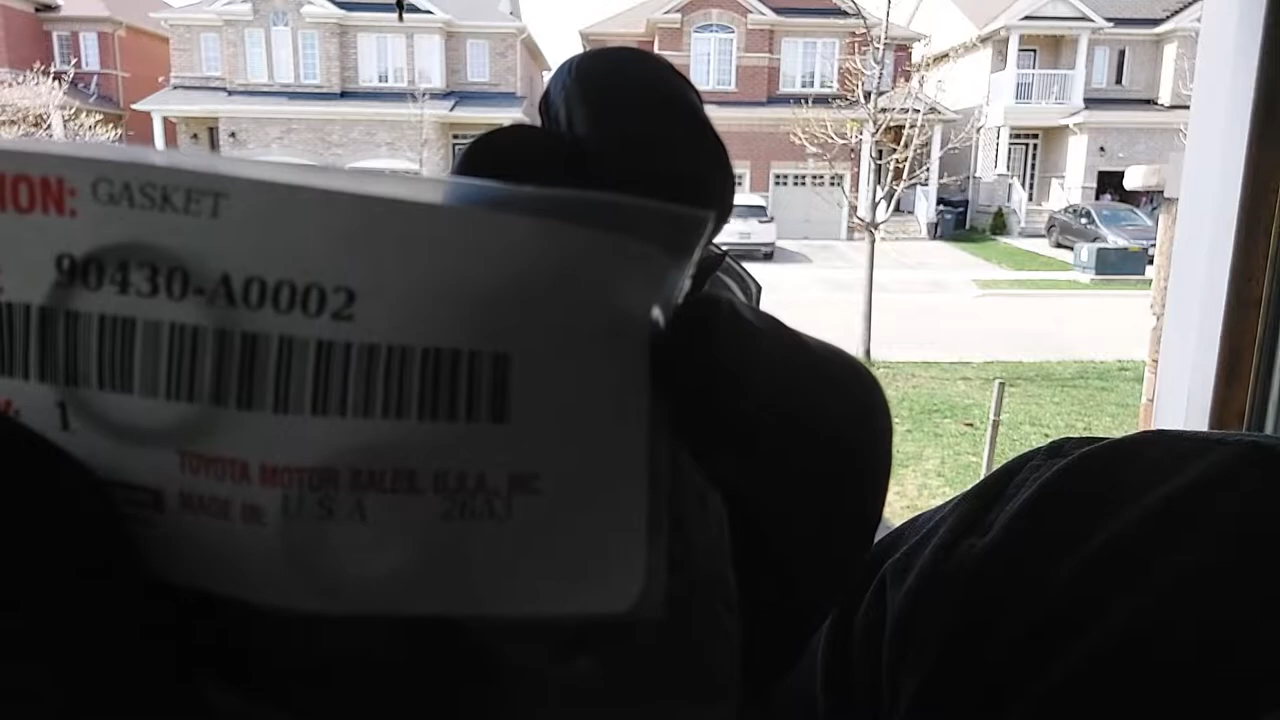 ION: GASKET
90430-A0002
1
TOYOTA MOTOR SALES, U.S.A., INC
MADE IN: U S A